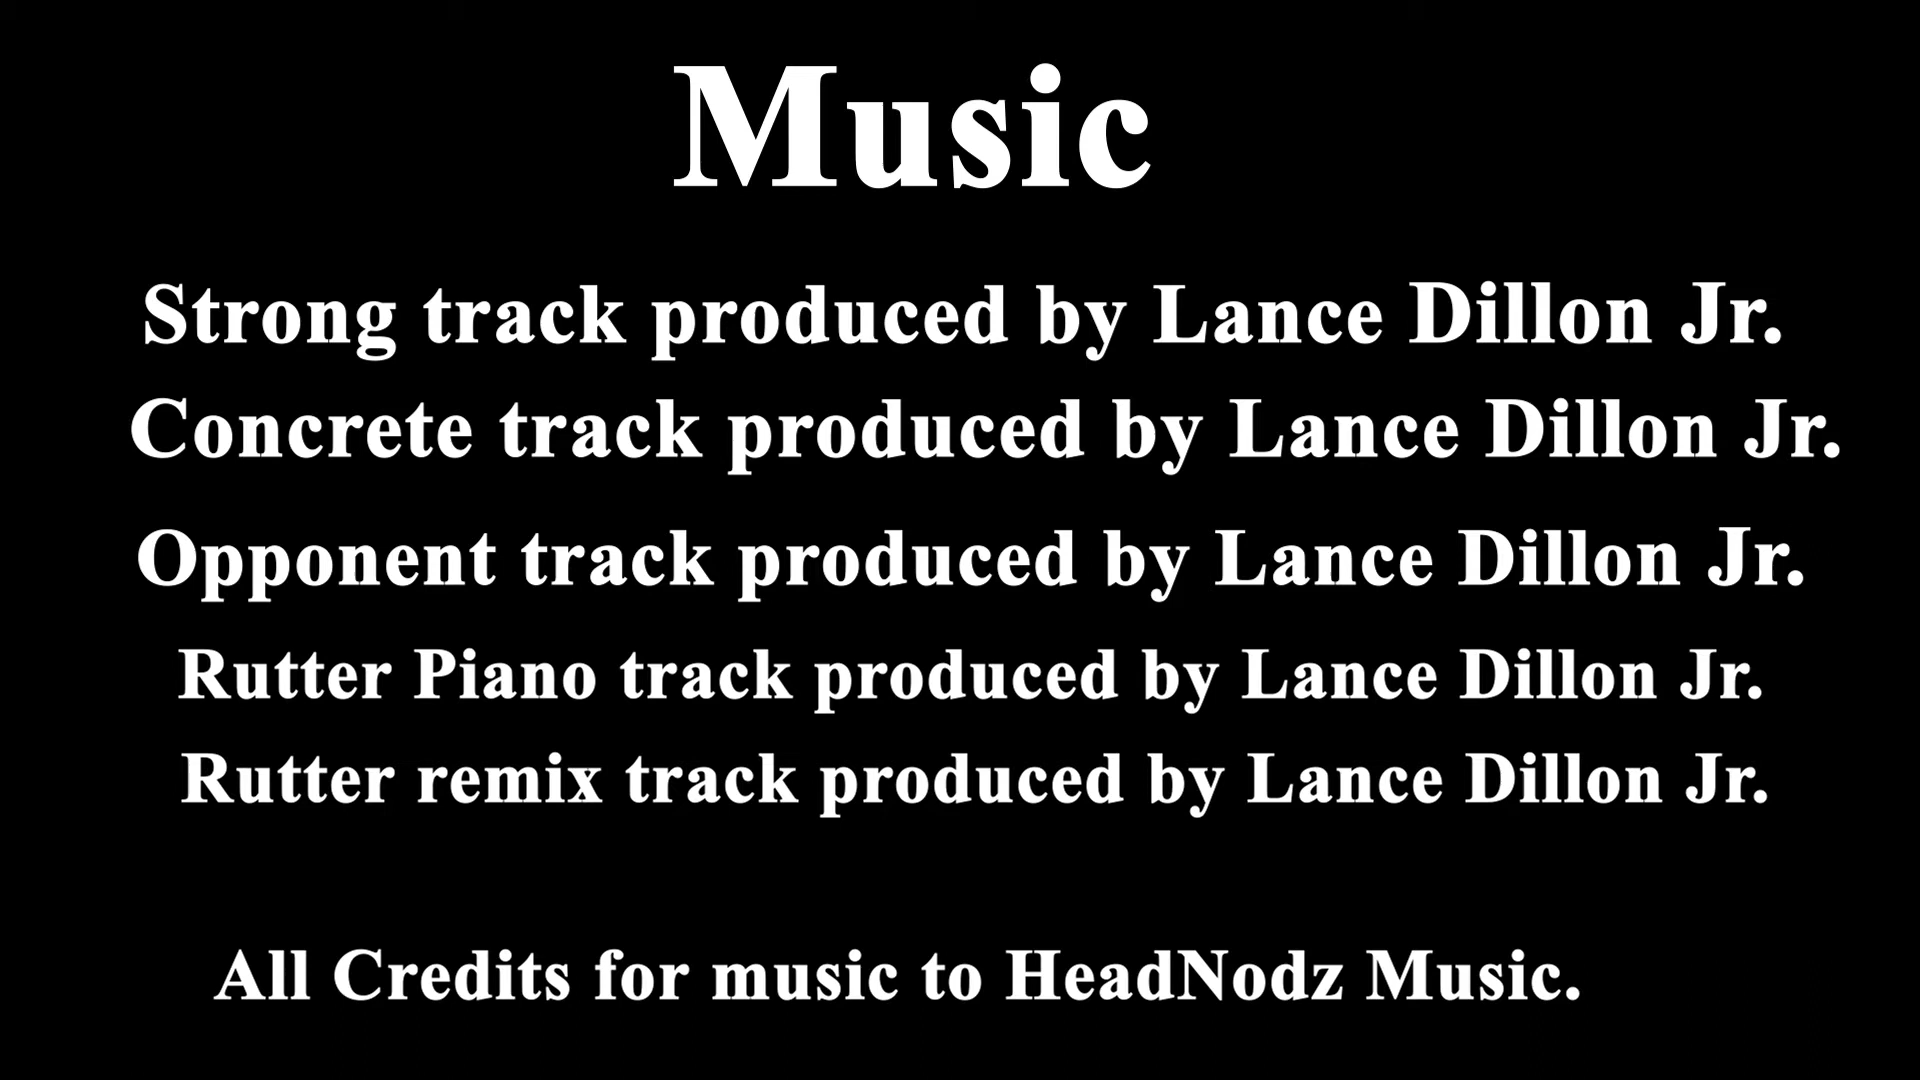 Music
Strong track produced by Lance Dillon Jr.
Concrete track produced by Lance Dillon Jr.
Opponent track produced by Lance Dillon Jr.
Rutter Piano track produced by Lance Dillon Jr.
Rutter remix track produced by Lance Dillon Jr.
All Credits for music to HeadNodz Music.